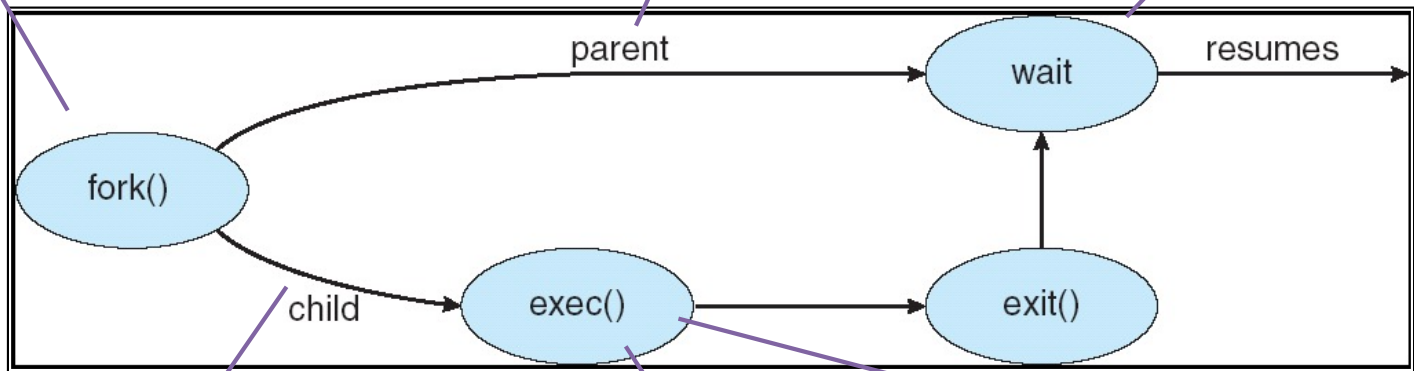 parent
wait
resumes
fork()
child
exec()
exit()